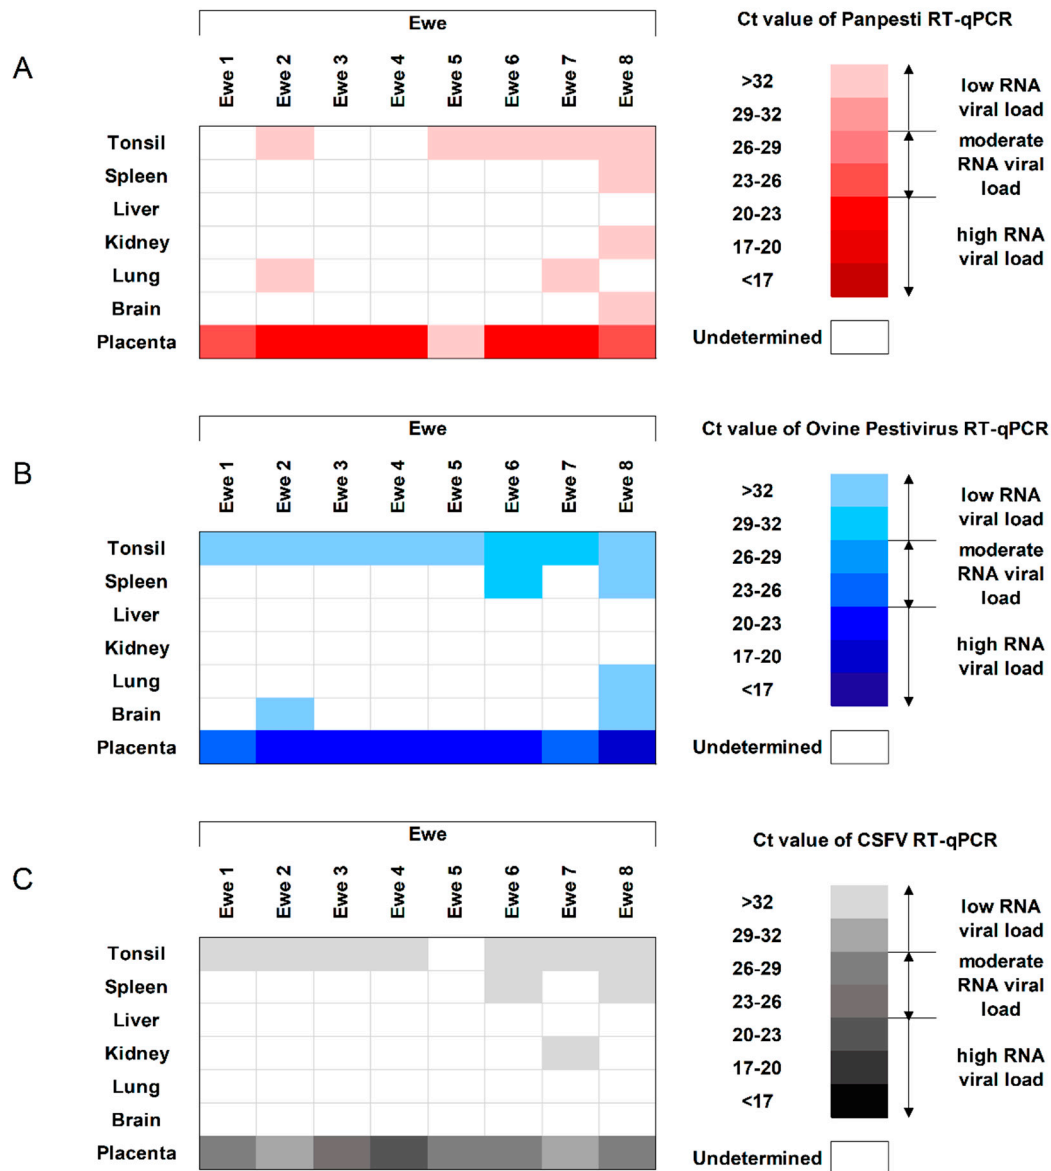 A
Ewe
Ewe 1
Ewe 2
Ewe 3
Ewe 4
Ewe 5
Ewe 6
Ewe 7
Ewe 8
Tonsil
Spleen
Liver
Kidney
Lung
Brain
Placenta
Ct value of Panpesti RT-qPCR
>32
29-32
26-29
23-26
20-23
17-20
<17
low RNA
viral load
moderate
RNA viral
load
high RNA
viral load
Undetermined
B
Ewe
Ewe 1
Ewe 2
Ewe 3
Ewe 4
Ewe 5
Ewe 6
Ewe 7
Ewe 8
Tonsil
Spleen
Liver
Kidney
Lung
Brain
Placenta
Ct value of Ovine Pestivirus RT-qPCR
>32
29-32
26-29
23-26
20-23
17-20
<17
low RNA
viral load
moderate
RNA viral
load
high RNA
viral load
Undetermined
C
Ewe
Ewe 1
Ewe 2
Ewe 3
Ewe 4
Ewe 5
Ewe 6
Ewe 7
Ewe 8
Tonsil
Spleen
Liver
Kidney
Lung
Brain
Placenta
Ct value of CSFV RT-qPCR
>32
29-32
26-29
23-26
20-23
17-20
<17
low RNA
viral load
moderate
RNA viral
load
high RNA
viral load
Undetermined